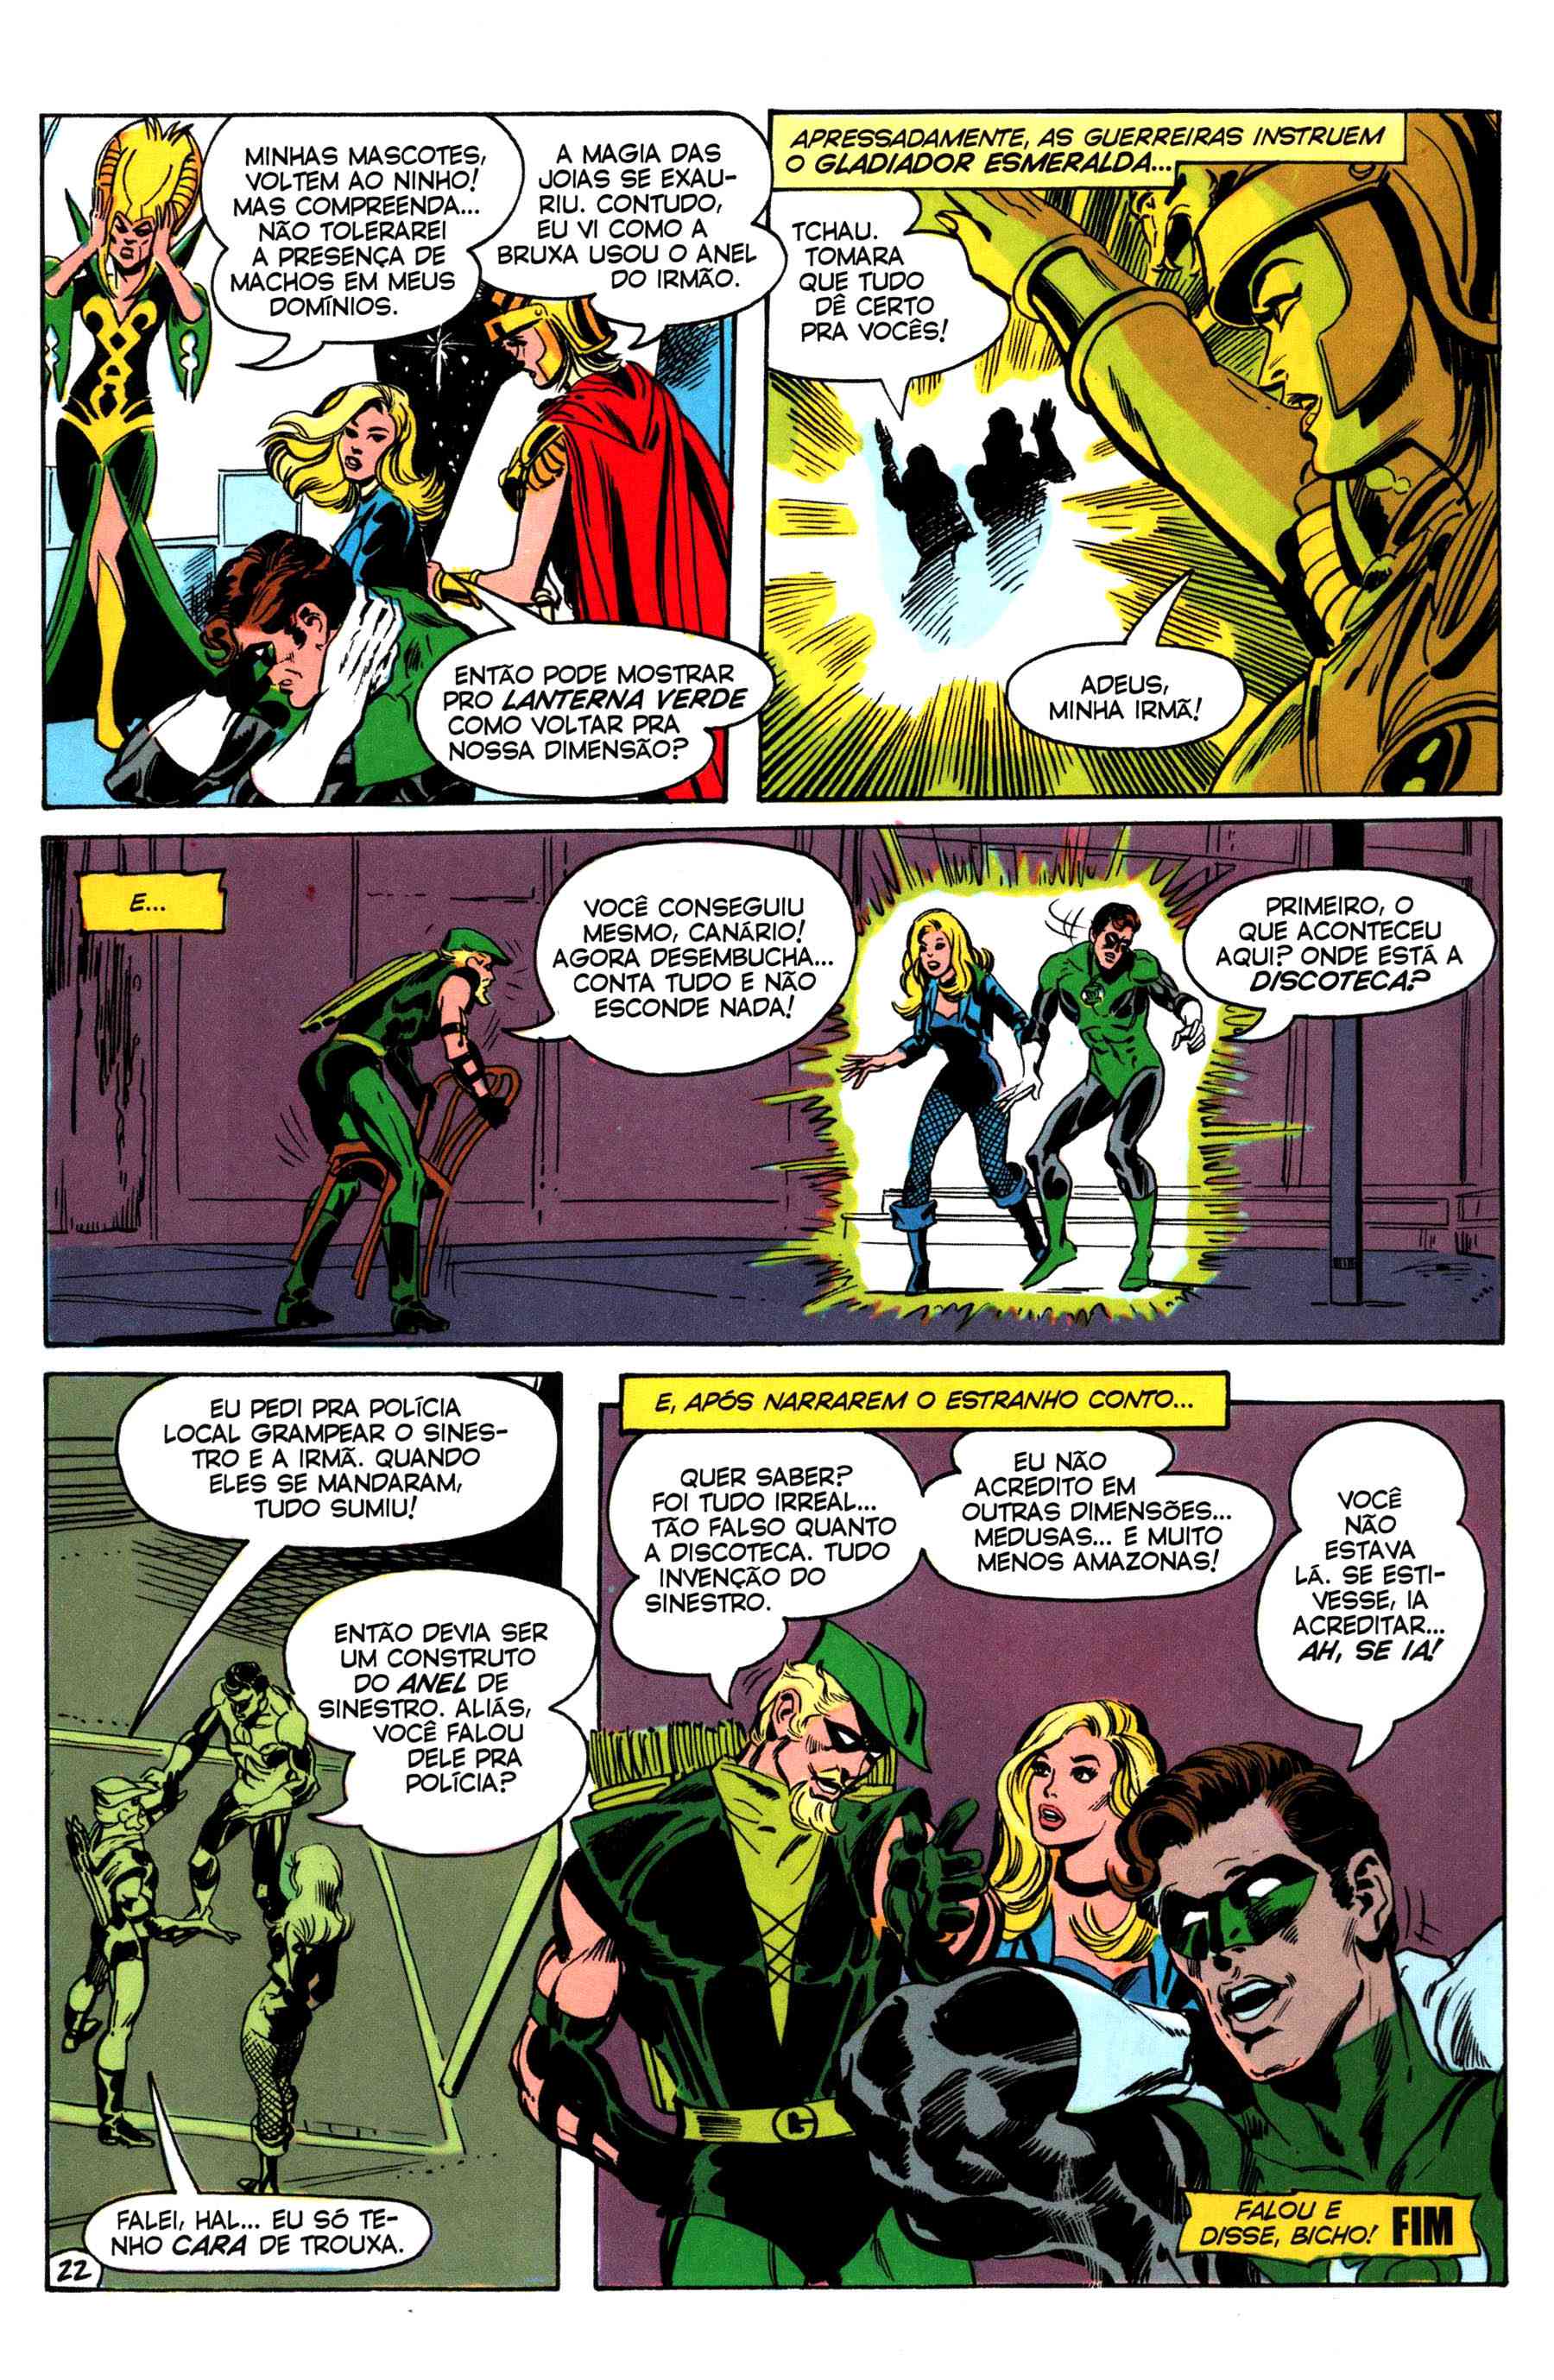 MINHAS MASCOTES,
VOLTEM AO NINHO!
MAS COMPREENDA...
NÃO TOLERAREI
A PRESENÇA DE
MACHOS EM MEUS
DOMÍNIOS.
A MAGIA DAS
JOIAS SE EXAU-
RIU. CONTUDO,
EU VI COMO A
BRUXA USOU O ANEL
DO IRMÃO.
ENTÃO PODE MOSTRAR
PRO LANTERNA VERDE
COMO VOLTAR PRA
NOSSA DIMENSÃO?
APRESSADAMENTE, AS GUERREIRAS INSTRUEM
O GLADIADOR ESMERALDA...
TCHAU.
TOMARA
QUE TUDO
DÊ CERTO
PRA VOCÊS!
ADEUS,
MINHA IRMÃ!
E...
VOCÊ CONSEGUIU
MESMO, CANÁRIO!
AGORA DESEMBUCHA...
CONTA TUDO E NÃO
ESCONDE NADA!
PRIMEIRO, O
QUE ACONTECEU
AQUI? ONDE ESTÁ A
DISCOTECA?
EU PEDI PRA POLÍCIA
LOCAL GRAMPEAR O SINES-
TRO E A IRMÃ. QUANDO
ELES SE MANDARAM,
TUDO SUMIU!
ENTÃO DEVIA SER
UM CONSTRUTO
DO ANEL DE
SINESTRO. ALIÁS,
VOCÊ FALOU
DELE PRA
POLÍCIA?
FALEI, HAL... EU SÓ TE-
NHO CARA DE TROUXA.
22
E, APÓS NARRAREM O ESTRANHO CONTO...
QUER SABER?
FOI TUDO IRREAL...
TÃO FALSO QUANTO
A DISCOTECA. TUDO
INVENÇÃO DO
SINESTRO.
EU NÃO
ACREDITO EM
OUTRAS DIMENSÕES...
MEDUSAS... E MUITO
MENOS AMAZONAS!
VOCÊ
NÃO
ESTAVA
LÁ. SE ESTI-
VESSE, IA
ACREDITAR...
AH, SE IA!
FALOU E
DISSE, BICHO! FIM